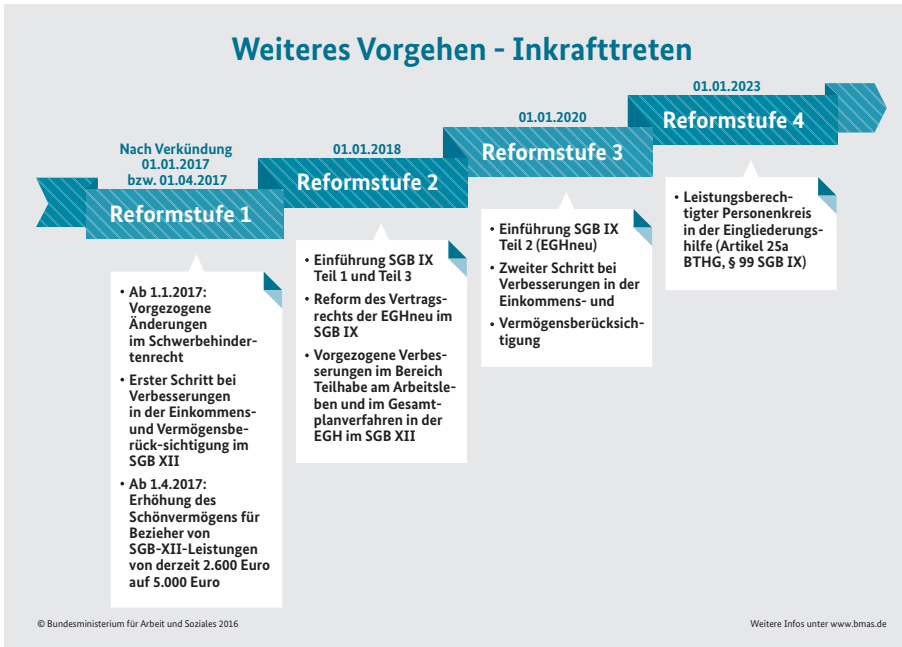 Weiteres Vorgehen - Inkrafttreten
Nach Verkündung
01.01.2017
bzw. 01.04.2017
Reformstufe 1
• Ab 1.1.2017:
Vorgezogene
Änderungen
im Schwerbehinder-
tenrecht
• Erster Schritt bei
Verbesserungen
in der Einkommens-
und Vermögensbe-
rück-sichtigung im
SGB XII
• Ab 1.4.2017:
Erhöhung des
Schönvermögens für
Bezieher von
SGB-XII-Leistungen
von derzeit 2.600 Euro
auf 5.000 Euro
01.01.2018
Reformstufe 2
• Einführung SGB IX
Teil 1 und Teil 3
• Reform des Vertrags-
rechts der EGHneu im
SGB IX
• Vorgezogene Verbes-
serungen im Bereich
Teilhabe am Arbeitsle-
ben und im Gesamt-
planverfahren in der
EGH im SGB XII
01.01.2020
Reformstufe 3
• Einführung SGB IX
Teil 2 (EGHneu)
• Zweiter Schritt bei
Verbesserungen in der
Einkommens- und
• Vermögensberücksich-
tigung
01.01.2023
Reformstufe 4
• Leistungsberech-
tigter Personenkreis
in der Eingliederungs-
hilfe (Artikel 25a
BTHG, § 99 SGB IX)
© Bundesministerium für Arbeit und Soziales 2016
Weitere Infos unter www.bmas.de